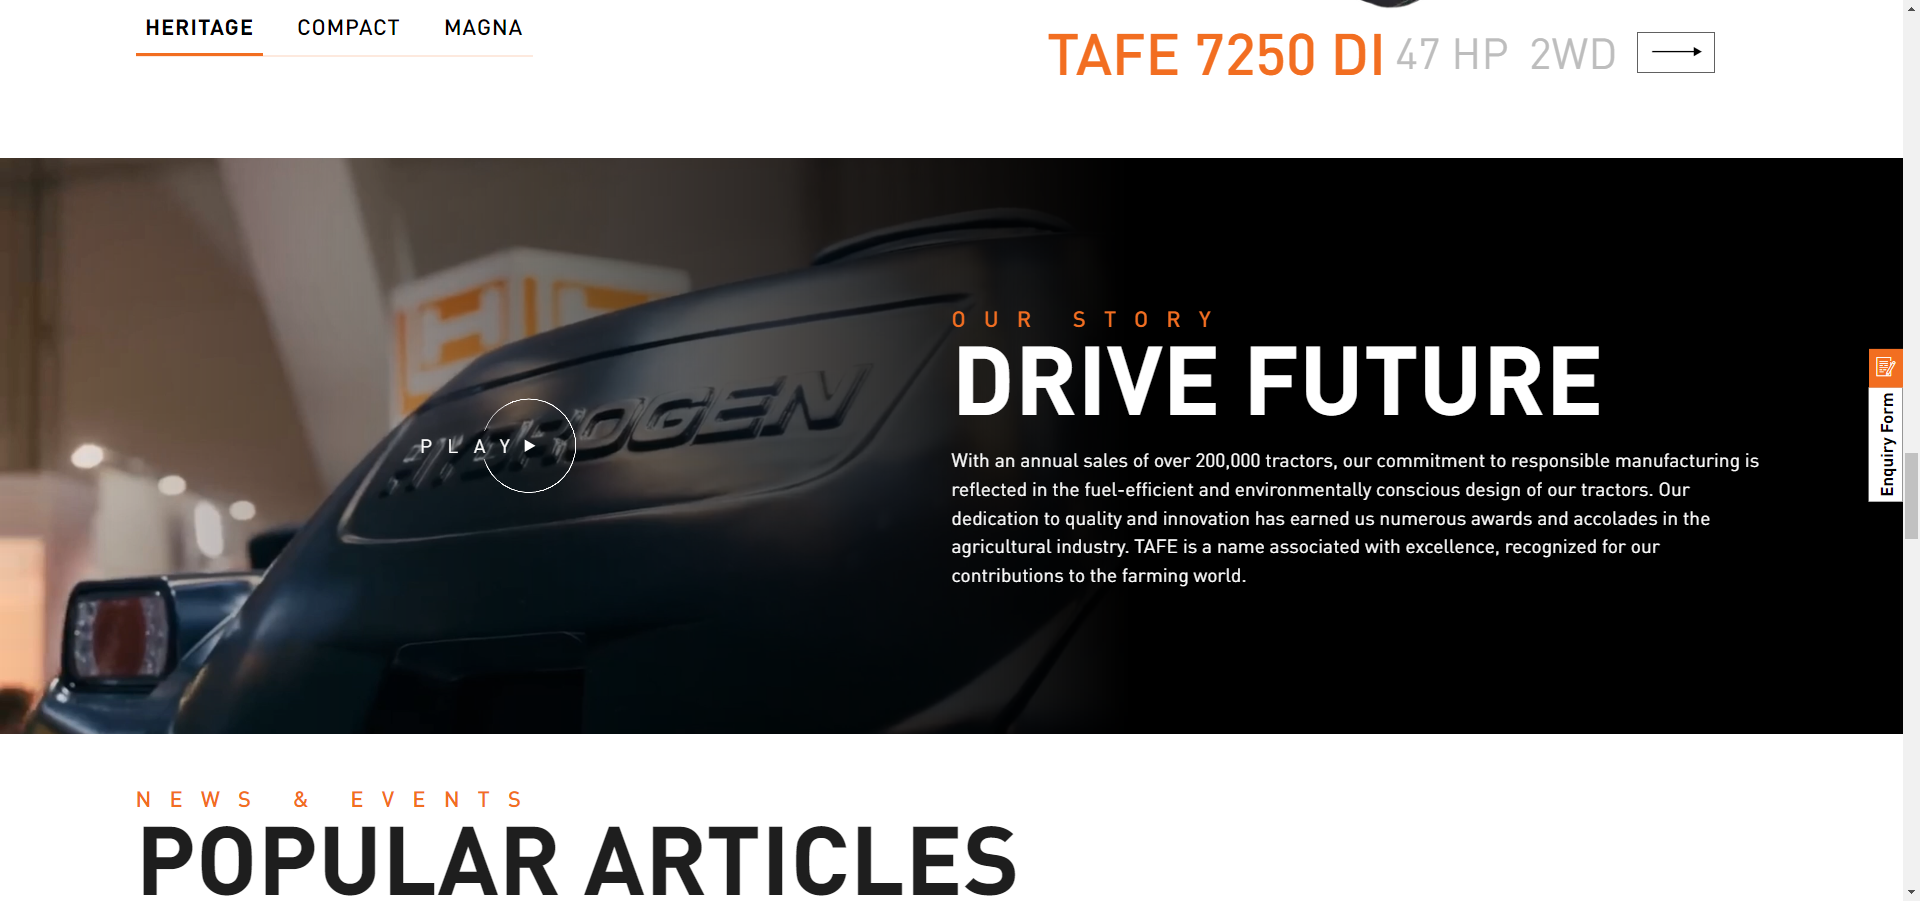 HERITAGE COMPACT MAGNA
TAFE 7250 DI 47 HP 2WD
OUR STORY
DRIVE FUTURE
HYDROGEN
PLAY
With an annual sales of over 200,000 tractors, our commitment to responsible manufacturing is
reflected in the fuel-efficient and environmentally conscious design of our tractors. Our
dedication to quality and innovation has earned us numerous awards and accolades in the
agricultural industry. TAFE is a name associated with excellence, recognized for our
contributions to the farming world.
Enquiry Form
NEWS & EVENTS
POPULAR ARTICLES